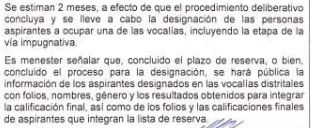 Se estiman 2 meses, a efecto de que el procedimiento deliberativo
concluya y se lleve a cabo la designación de las personas
aspirantes a ocupar una de las vocalías, incluyendo la etapa de la
vía impugnativa.
Es menester señalar que, concluido el plazo de reserva, o bien,
concluido el proceso para la designación, se hará pública la
información de los aspirantes designados en las vocalías distritales
con folios, nombres, género y los resultados obtenidos para integrar
la calificación final, así como de los folios y las calificaciones finales
de aspirantes que integran la lista de reserva.